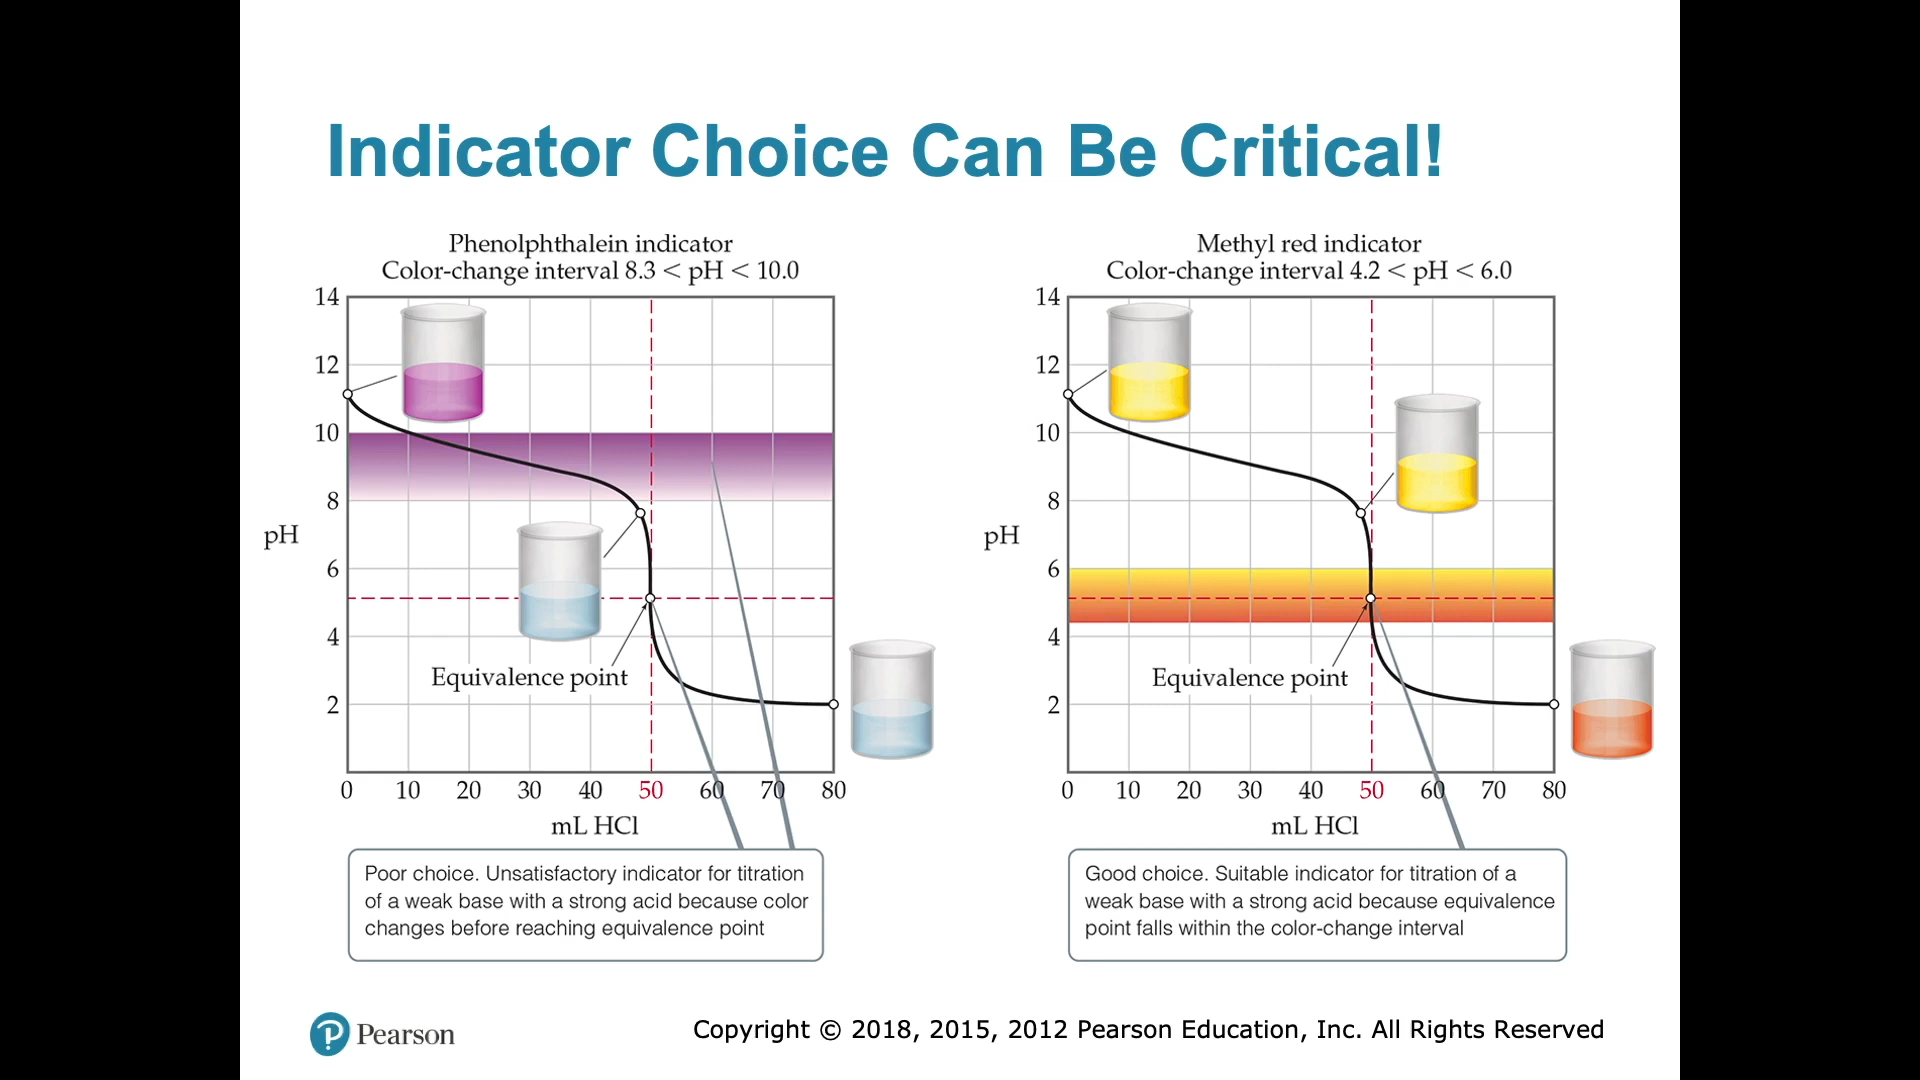 Indicator Choice Can Be Critical!
Phenolphthalein indicator
Color-change interval 8.3 < pH < 10.0
14
12
10
8
pH
6
4
2
Equivalence point
0 10 20 30 40 50 60 70 80
mL HCl
Poor choice. Unsatisfactory indicator for titration
of a weak base with a strong acid because color
changes before reaching equivalence point
Methyl red indicator
Color-change interval 4.2 < pH < 6.0
14
12
10
8
pH
6
4
2
Equivalence point
0 10 20 30 40 50 60 70 80
mL HCl
Good choice. Suitable indicator for titration of a
weak base with a strong acid because equivalence
point falls within the color-change interval
P Pearson
Copyright © 2018, 2015, 2012 Pearson Education, Inc. All Rights Reserved